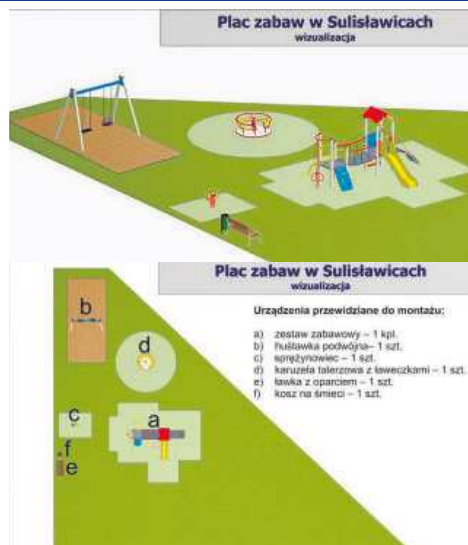 Plac zabaw w Sulisławicach
wizualizacja
Plac zabaw w Sulisławicach
wizualizacja
Urządzenia przewidziane do montażu:
a) zestaw zabawowy – 1 kpl.
b) huśtawka podwójna– 1 szt.
c) sprężynowiec – 1 szt.
d) karuzela talerzowa z ławeczkami – 1 szt.
e) ławka z oparciem – 1 szt.
f) kosz na śmieci – 1 szt.
b
d
c
a
f
e